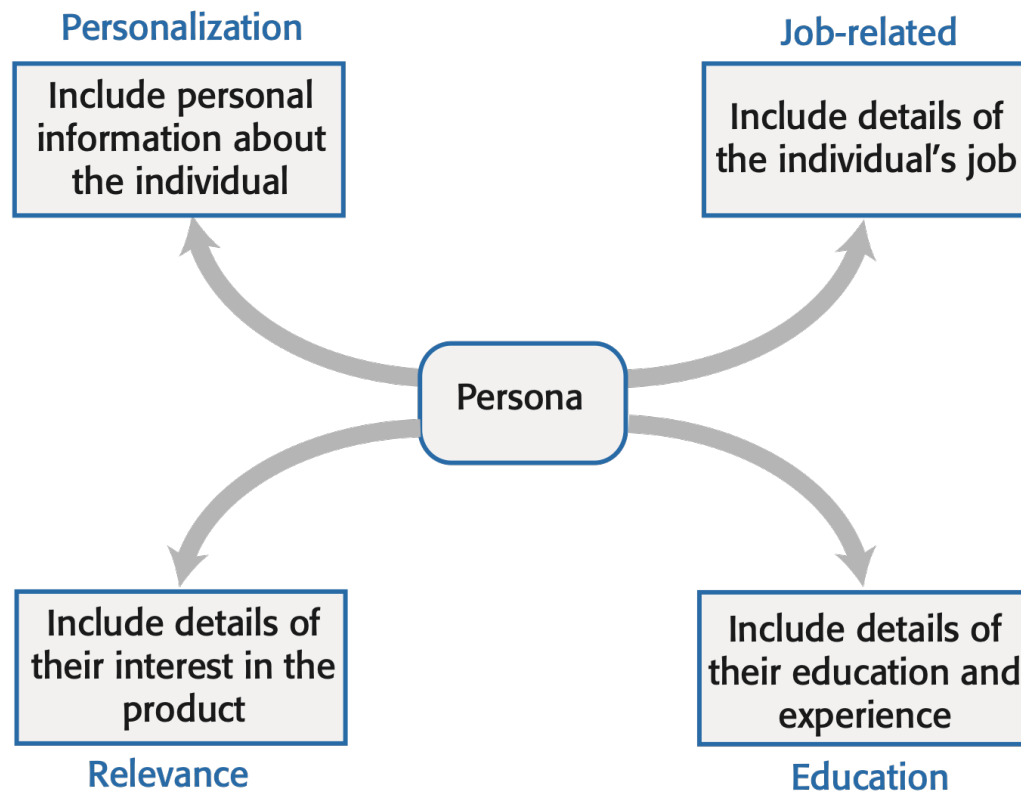 Personalization
Include personal
information about
the individual
Job-related
Include details of
the individual's job
Persona
Include details of
their interest in the
product
Relevance
Include details of
their education and
experience
Education